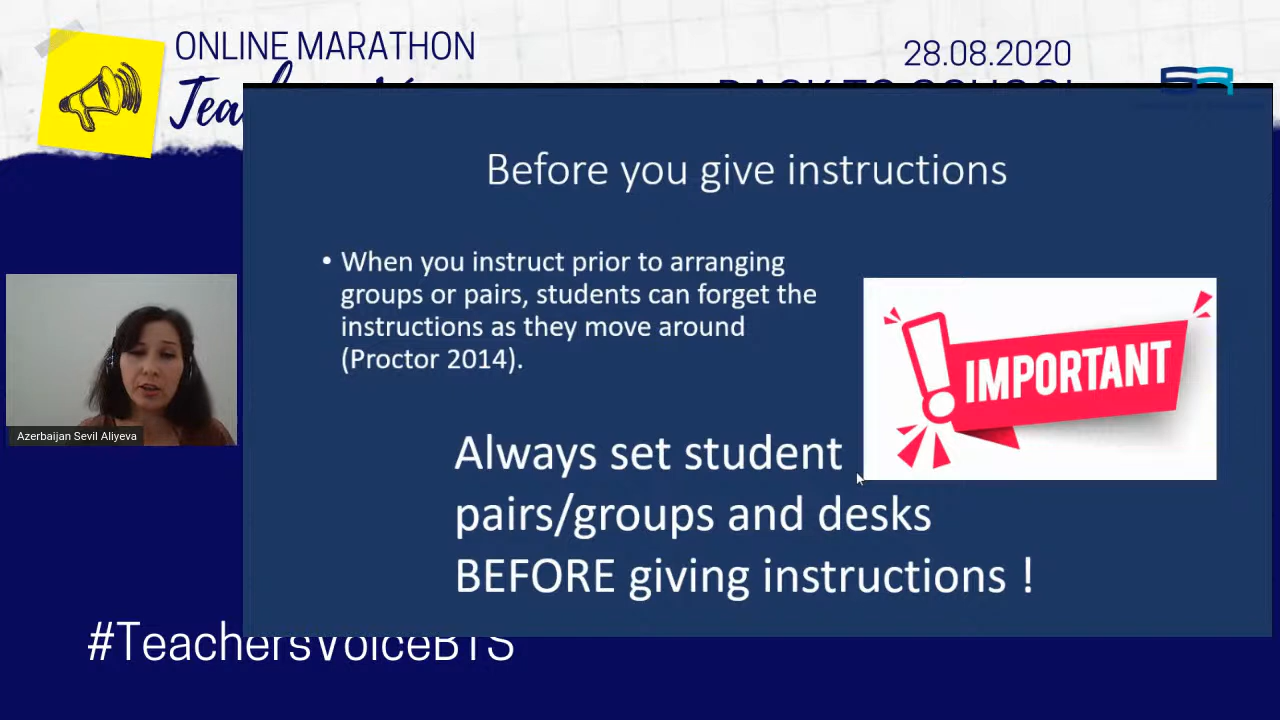 ONLINE MARATHON
28.08.2020
Before you give instructions
• When you instruct prior to arranging
groups or pairs, students can forget the
instructions as they move around
(Proctor 2014).
IMPORTANT
Always set student
pairs/groups and desks
BEFORE giving instructions !
Azerbaijan Sevil Aliyeva
#TeachersVoiceBTS